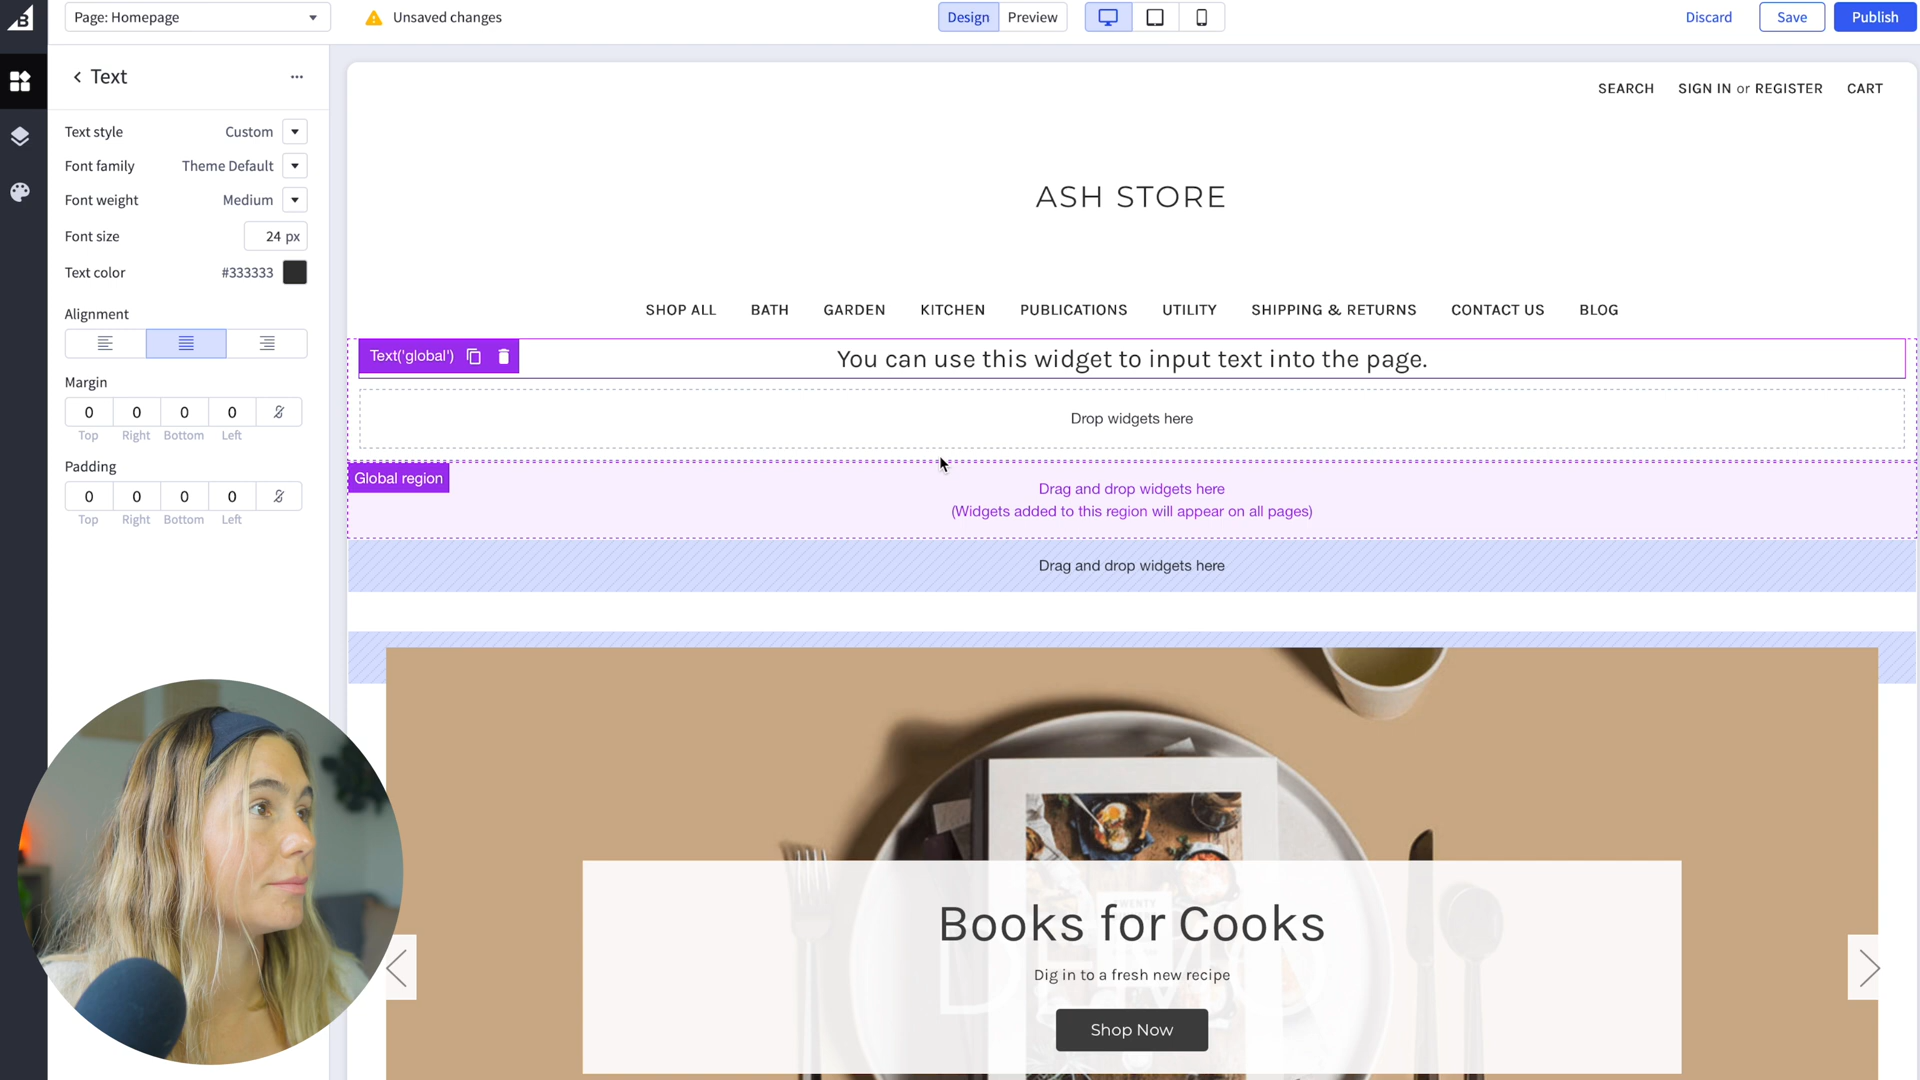 B
Page: Homepage
Unsaved changes
Design
Preview
Discard
Save
Publish
Text
Text style
Custom
Font family
Theme Default
Font weight
Medium
Font size
24 px
Text color
#333333
Alignment
Margin
0 0 0 0
Top Right Bottom Left
Padding
0 0 0 0
Top Right Bottom Left
SEARCH SIGN IN or REGISTER CART
ASH STORE
SHOP ALL BATH GARDEN KITCHEN PUBLICATIONS UTILITY SHIPPING & RETURNS CONTACT US BLOG
Text('global')
You can use this widget to input text into the page.
Drop widgets here
Global region
Drag and drop widgets here
(Widgets added to this region will appear on all pages)
Drag and drop widgets here
Books for Cooks
Dig in to a fresh new recipe
Shop Now